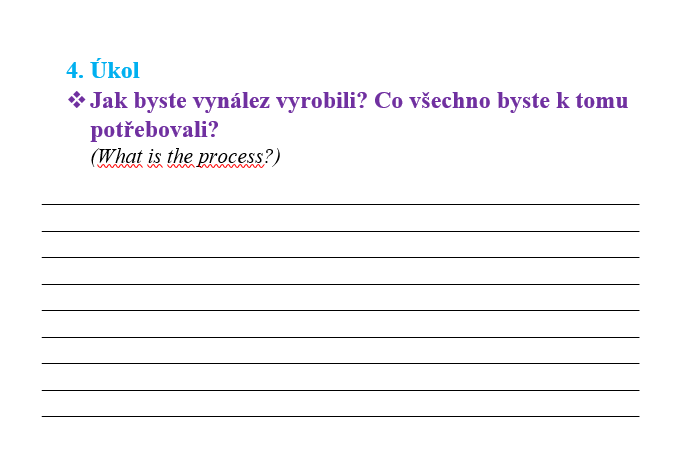 4. Úkol
❖ Jak byste vynález vyrobili? Co všechno byste k tomu
potřebovali?
(What is the process?)